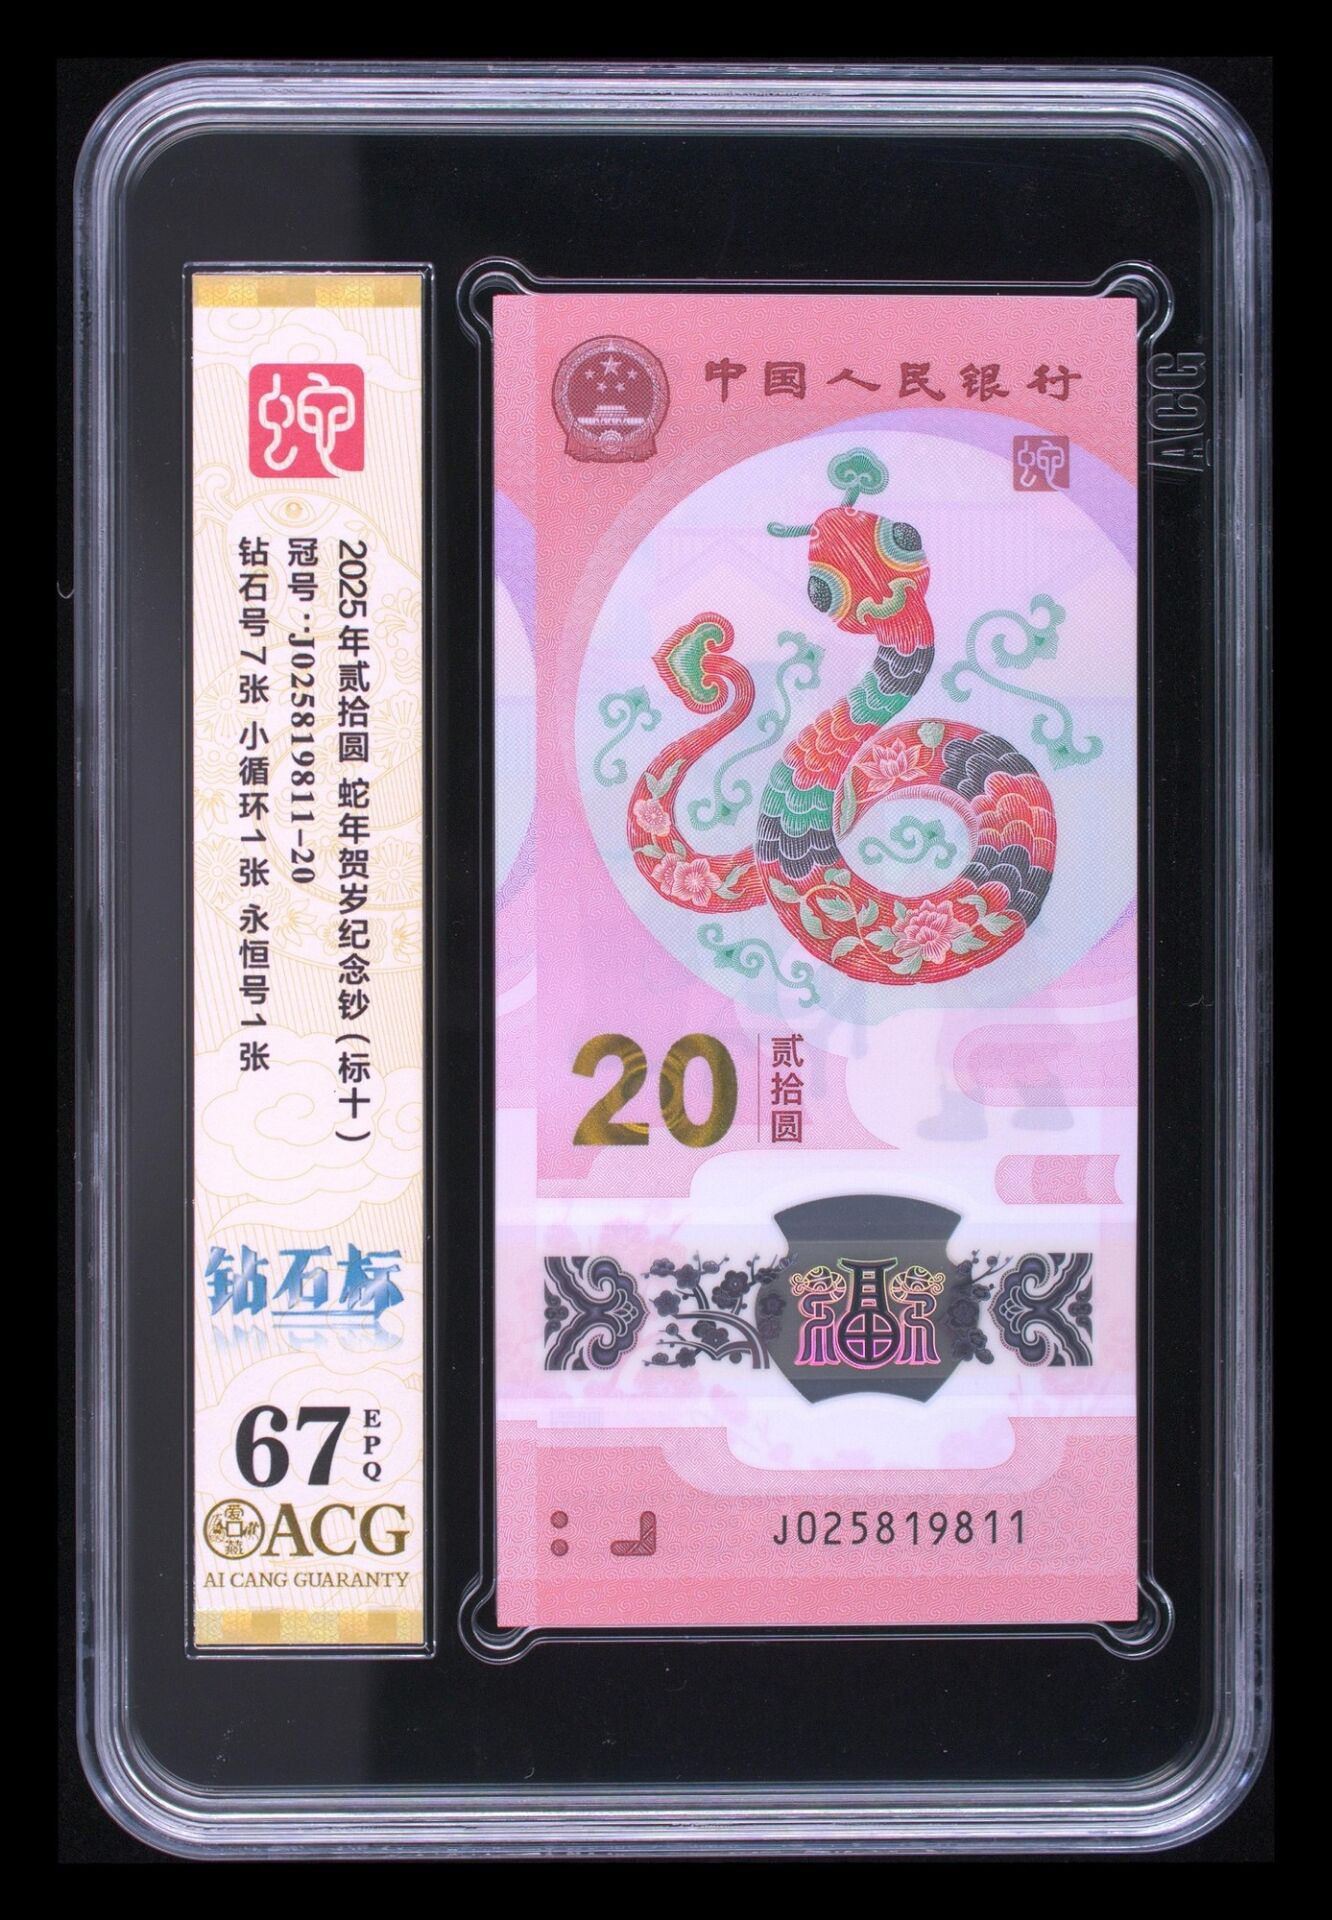 蛇
2025年贰拾圆 蛇年贺岁纪念钞(标十)
冠号:J025819811-20
钻石号7张 小循环1张 永恒号1张
钻石标
67
EPQ
ACG
AI CANG GUARANTY
中国人民银行
蛇
20
贰拾圆
福
J025819811
ACG